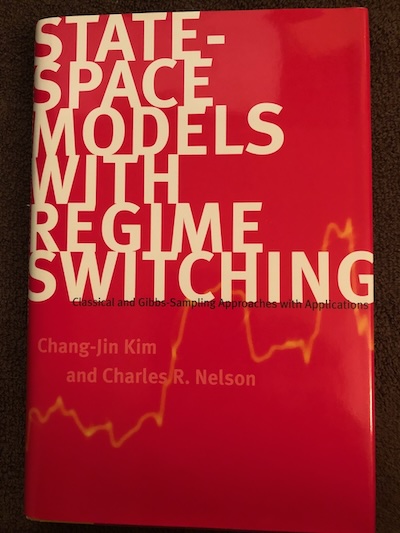 STATE-
SPACE
MODELS
WITH
REGIME
SWITCHING
Classical and Gibbs-Sampling Approaches with Applications
Chang-Jin Kim
and Charles R. Nelson